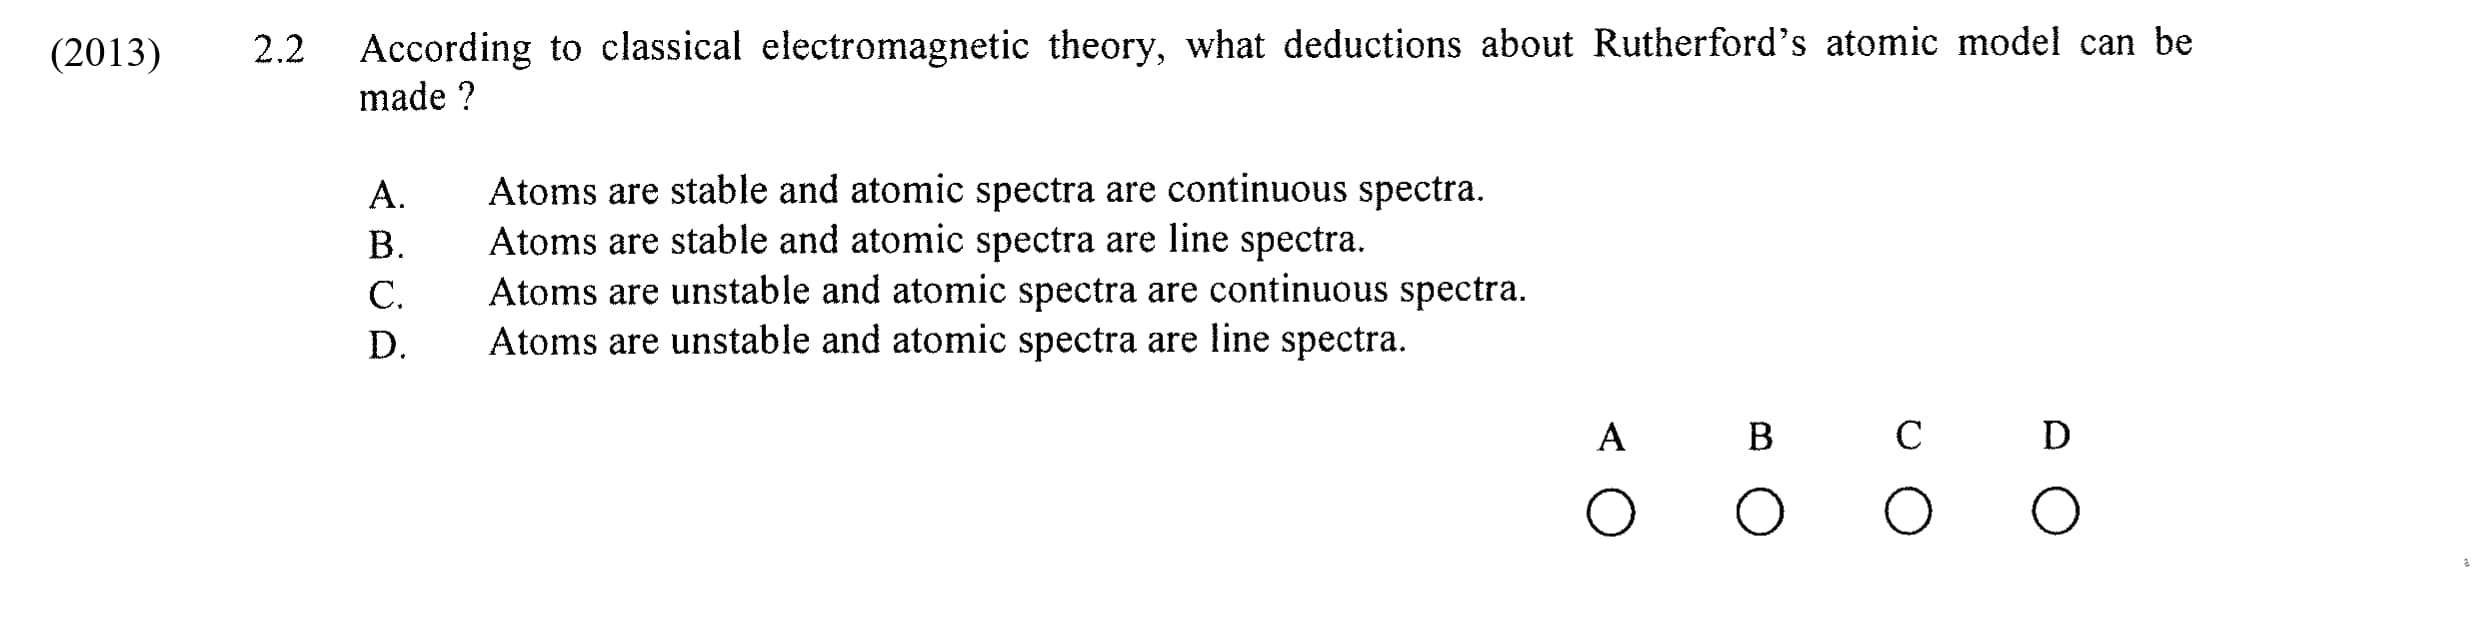 (2013) 2.2 According to classical electromagnetic theory, what deductions about Rutherford's atomic model can be
made ?
A. Atoms are stable and atomic spectra are continuous spectra.
B. Atoms are stable and atomic spectra are line spectra.
C. Atoms are unstable and atomic spectra are continuous spectra.
D. Atoms are unstable and atomic spectra are line spectra.
A B C D